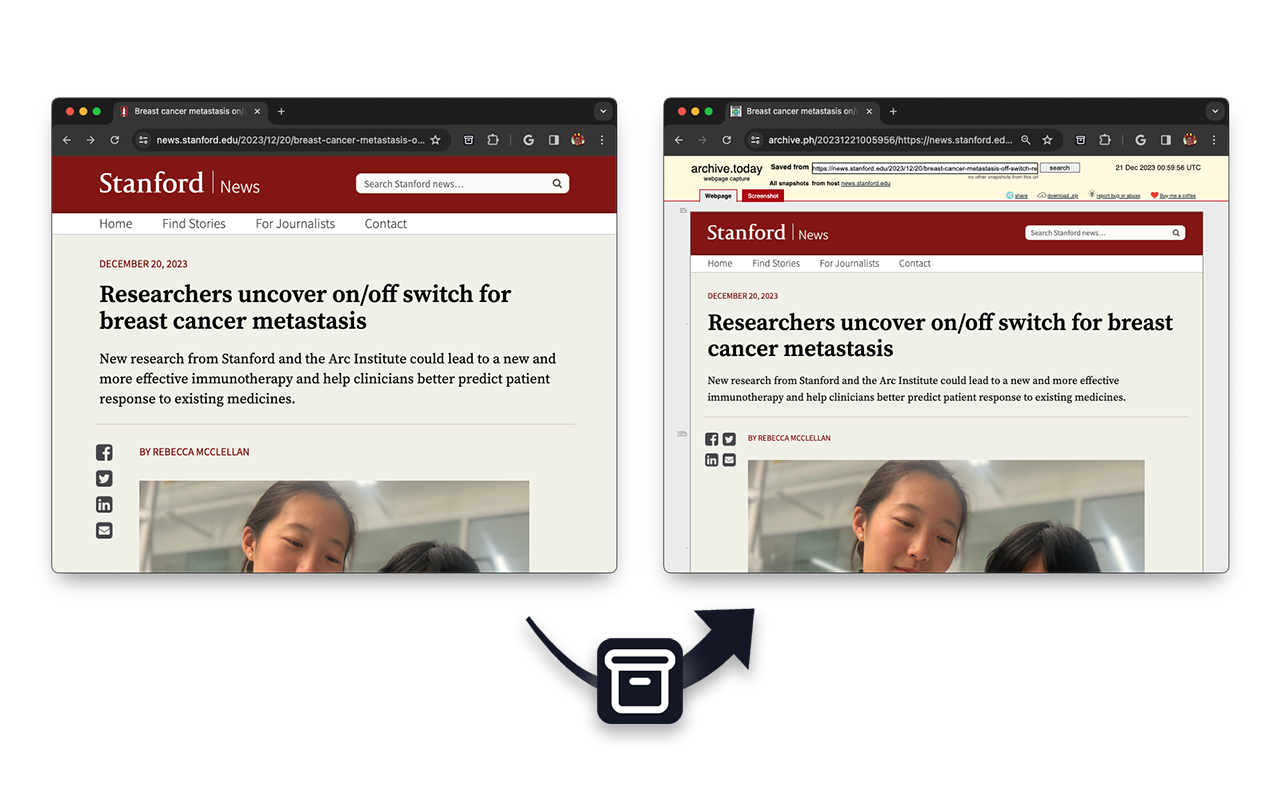 Breast cancer metastasis on/
news.stanford.edu/2023/12/20/breast-cancer-metastasis-o...
Stanford | News
Search Stanford news...
Home Find Stories For Journalists Contact
DECEMBER 20, 2023
Researchers uncover on/off switch for
breast cancer metastasis
New research from Stanford and the Arc Institute could lead to a new and
more effective immunotherapy and help clinicians better predict patient
response to existing medicines.
BY REBECCA MCCLELLAN
Breast cancer metastasis on/
archive.ph/20231221005956/https://news.stanford.ed...
archive.today
webpage capture
Saved from https://news.stanford.edu/2023/12/20/breast-cancer-metastasis-off-switch-re search 21 Dec 2023 00:59:56 UTC
no other snapshots from this url
All snapshots from host news.stanford.edu
Webpage Screenshot
share download .zip report bug or abuse Buy me a coffee
0%
Stanford | News
Search Stanford news...
Home Find Stories For Journalists Contact
DECEMBER 20, 2023
Researchers uncover on/off switch for breast
cancer metastasis
New research from Stanford and the Arc Institute could lead to a new and more effective
immunotherapy and help clinicians better predict patient response to existing medicines.
10%
BY REBECCA MCCLELLAN